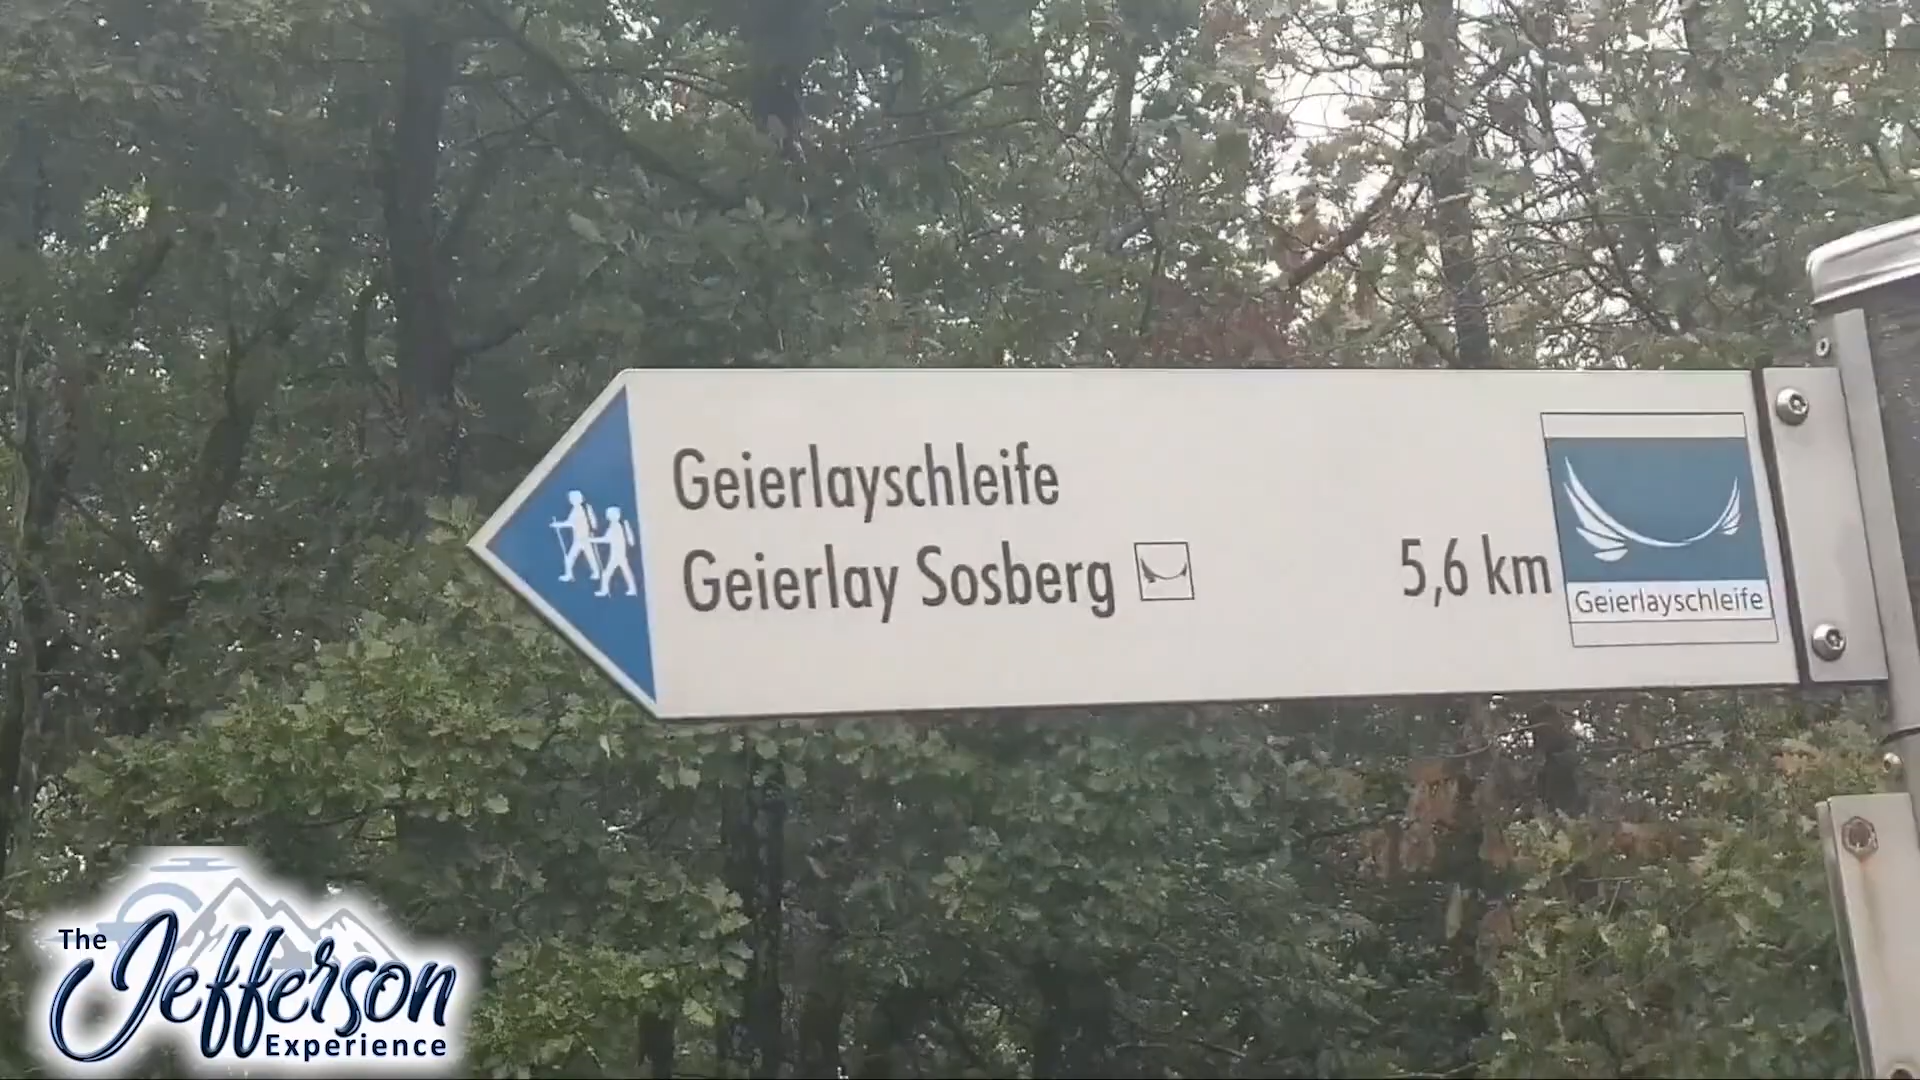 Geierlayschleife
Geierlay Sosberg 5,6 km
Geierlayschleife
The
Jefferson
Experience